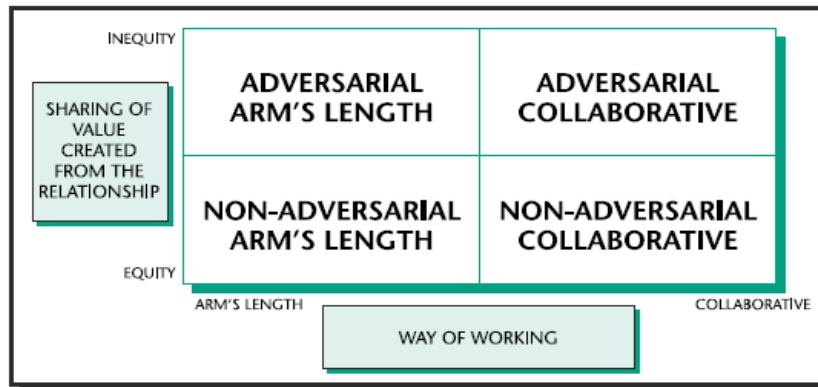 INEQUITY
ADVERSARIAL
ARM'S LENGTH
ADVERSARIAL
COLLABORATIVE
SHARING OF
VALUE
CREATED
FROM THE
RELATIONSHIP
NON-ADVERSARIAL
ARM'S LENGTH
NON-ADVERSARIAL
COLLABORATIVE
EQUITY
ARM'S LENGTH
COLLABORATIVE
WAY OF WORKING